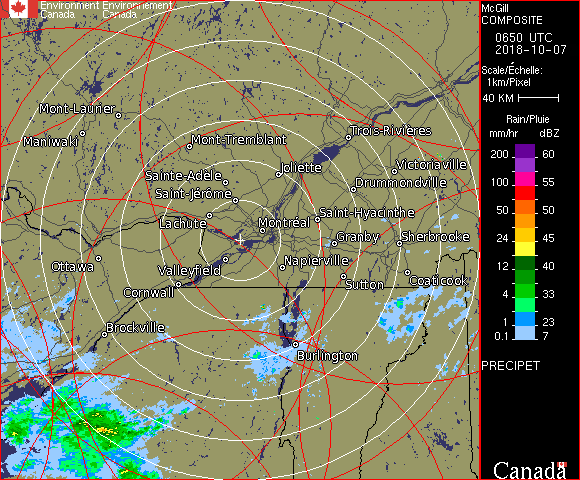 Environment Environnement
Canada Canada
McGill
COMPOSITE
0650 UTC
2018-10-07
Scale/Échelle:
1km/Pixel
40 KM
Rain/Pluie
mm/hr dBZ
200 60
100 55
50 50
24 45
12 40
4 33
1 23
0.1 7
PRECIPET
Canada
Mont-Laurier
Maniwaki
Mont-Tremblant
Trois-Rivières
Joliette
Victoriaville
Sainte-Adèle
Drummondville
Saint-Jérôme
Saint-Hyacinthe
Lachute
Montréal
Granby
Sherbrooke
Ottawa
Valleyfield
Napierville
Cornwall
Sutton
Coaticook
Brockville
Burlington